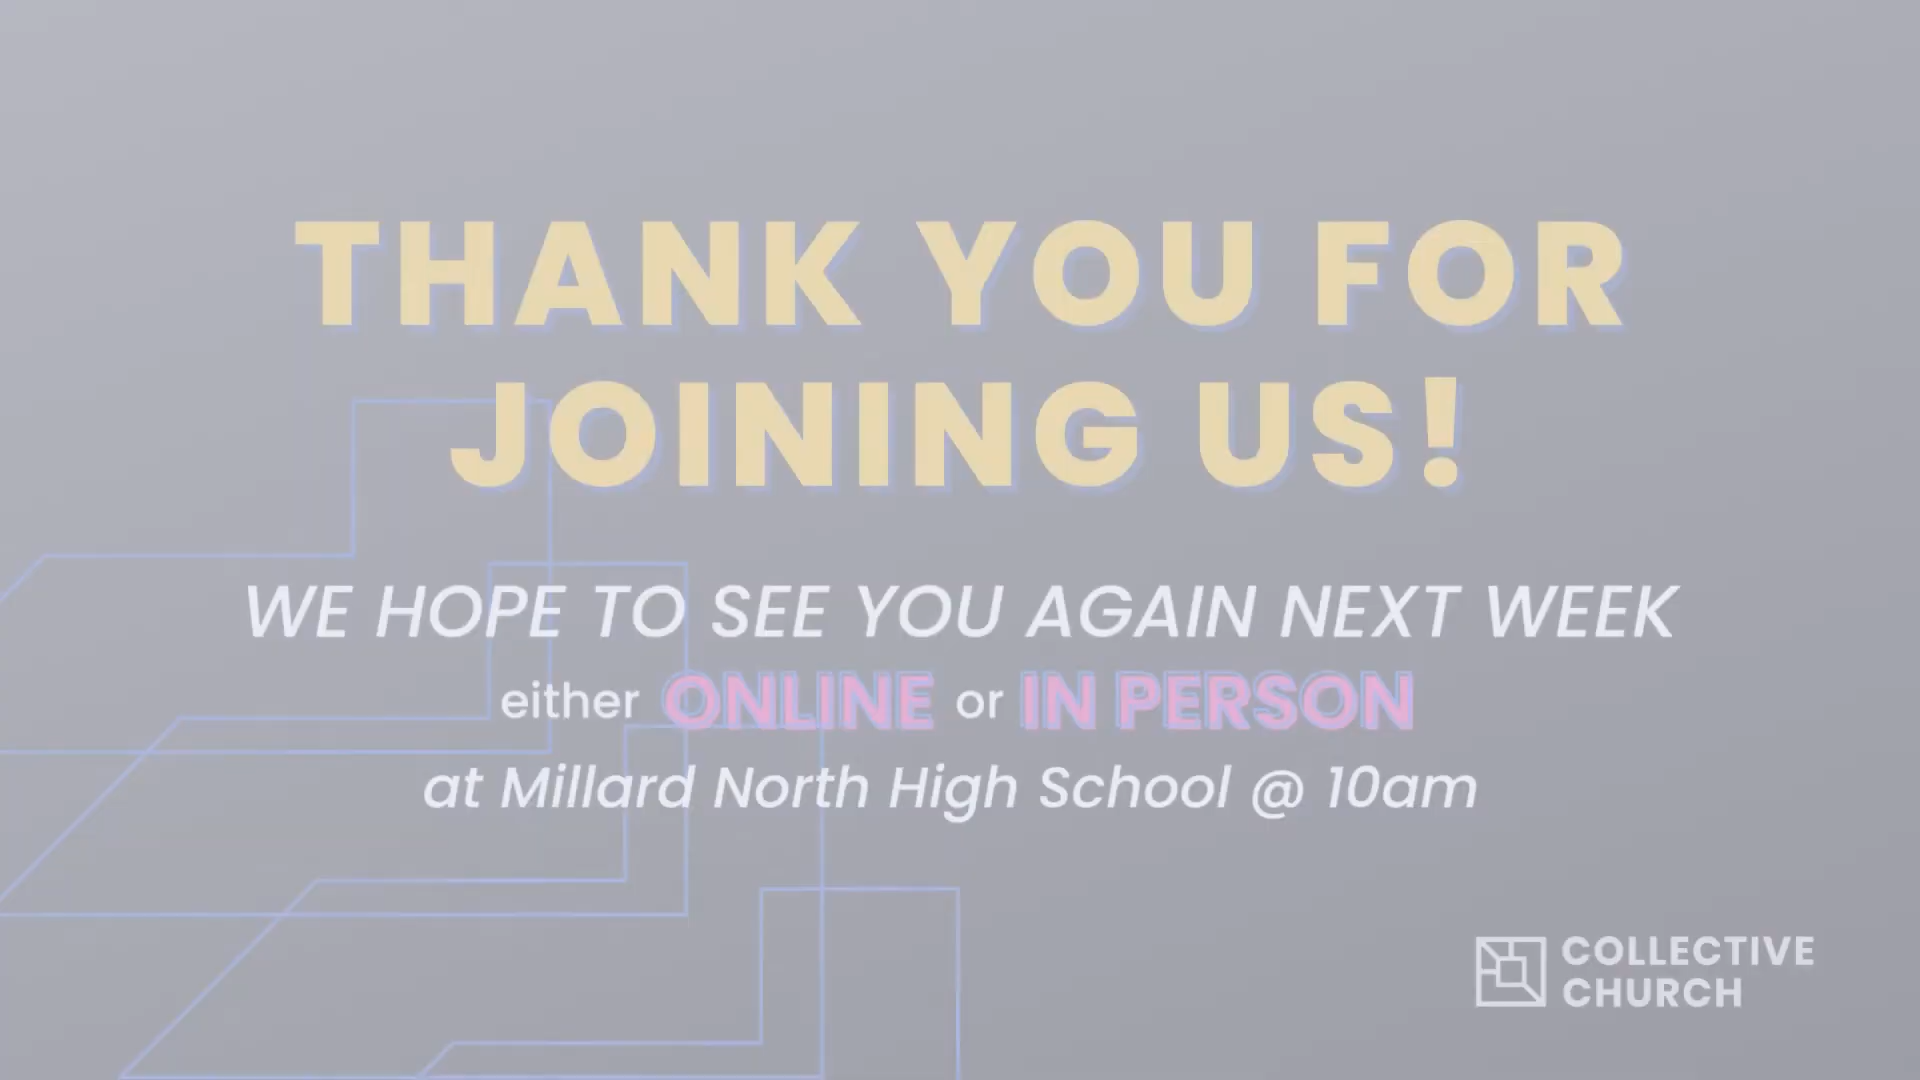 THANK YOU FOR
JOINING US!
WE HOPE TO SEE YOU AGAIN NEXT WEEK
either ONLINE or IN PERSON
at Millard North High School @ 10am
COLLECTIVE
CHURCH